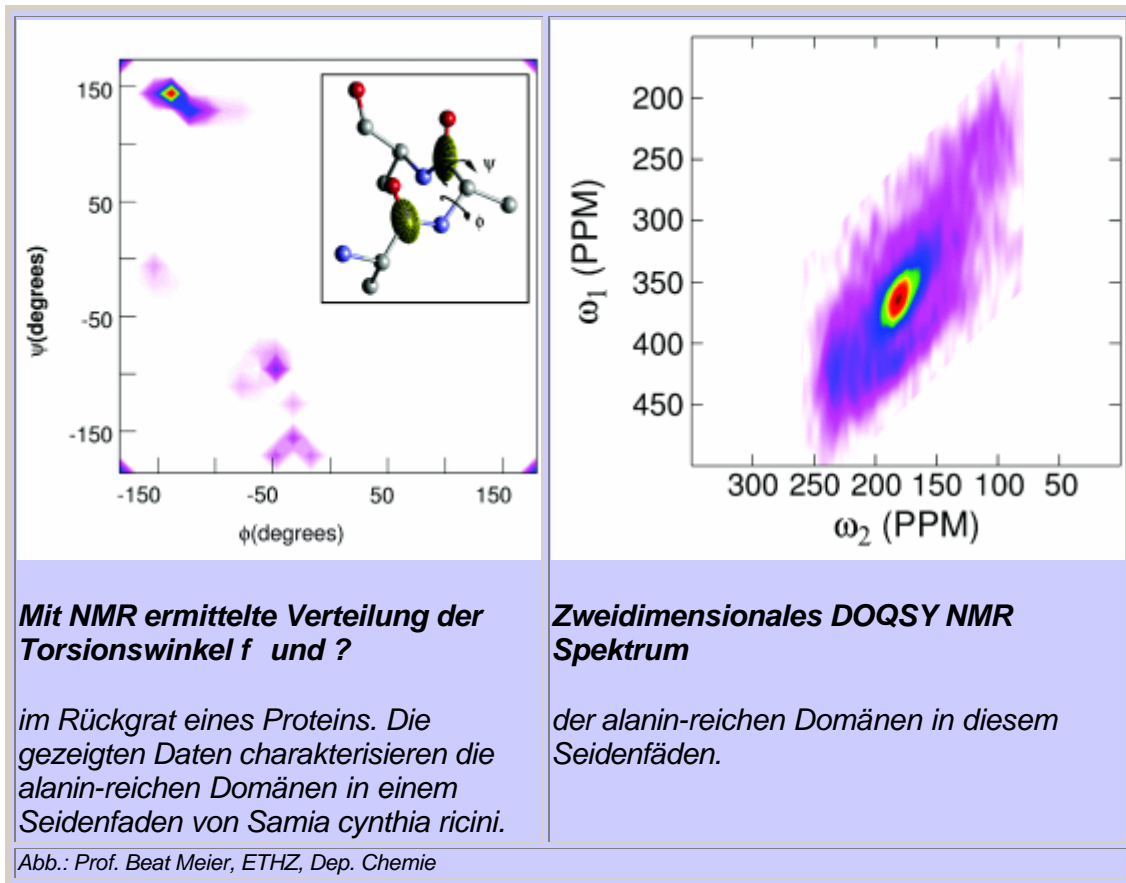 150
50
-50
-150
ψ(degrees)
-150
-50
50
150
ϕ(degrees)
ψ
ϕ
200
250
300
350
400
450
ω1 (PPM)
300 250 200 150 100 50
ω2 (PPM)
Mit NMR ermittelte Verteilung der
Torsionswinkel f und ?
im Rückgrat eines Proteins. Die
gezeigten Daten charakterisieren die
alanin-reichen Domänen in einem
Seidenfaden von Samia cynthia ricini.
Zweidimensionales DOQSY NMR
Spektrum
der alanin-reichen Domänen in diesem
Seidenfäden.
Abb.: Prof. Beat Meier, ETHZ, Dep. Chemie